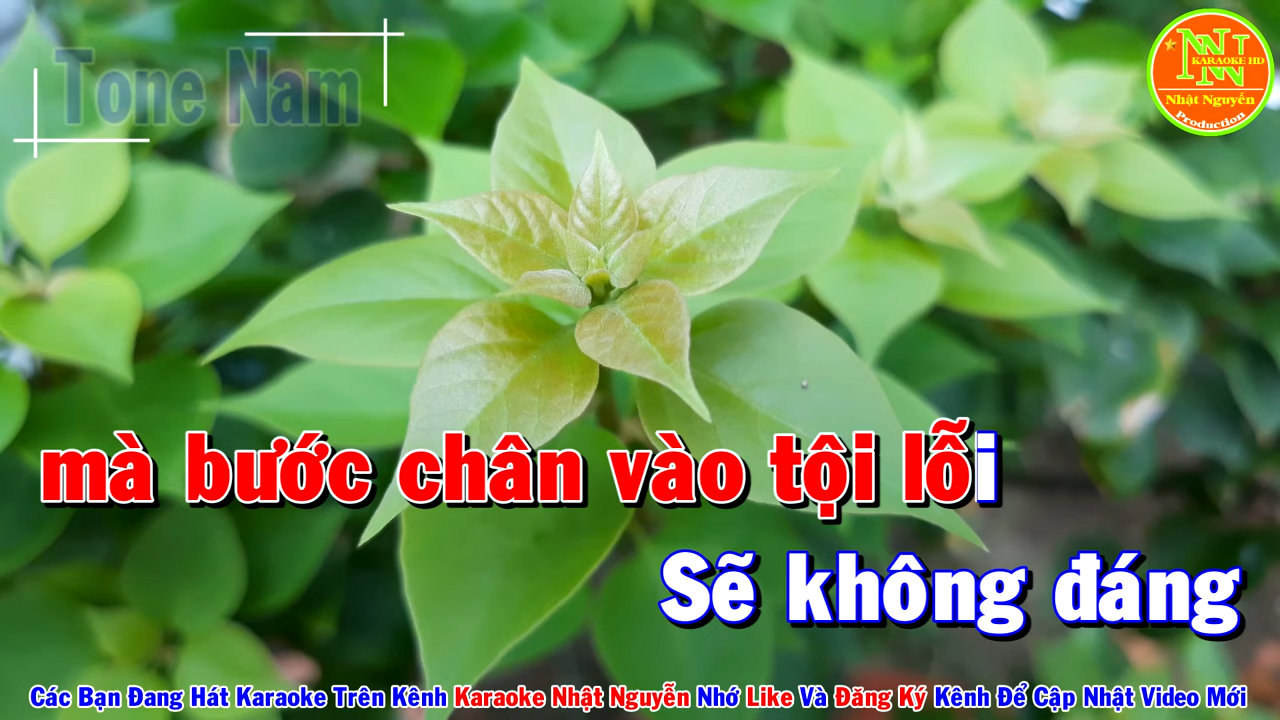 Tone Nam
NN
KARAOKE HD
Nhật Nguyễn
Production
mà bước chân vào tội lỗi
Sẽ không đáng
Các Bạn Đang Hát Karaoke Trên Kênh Karaoke Nhật Nguyễn Nhớ Like Và Đăng Ký Kênh Để Cập Nhật Video Mới